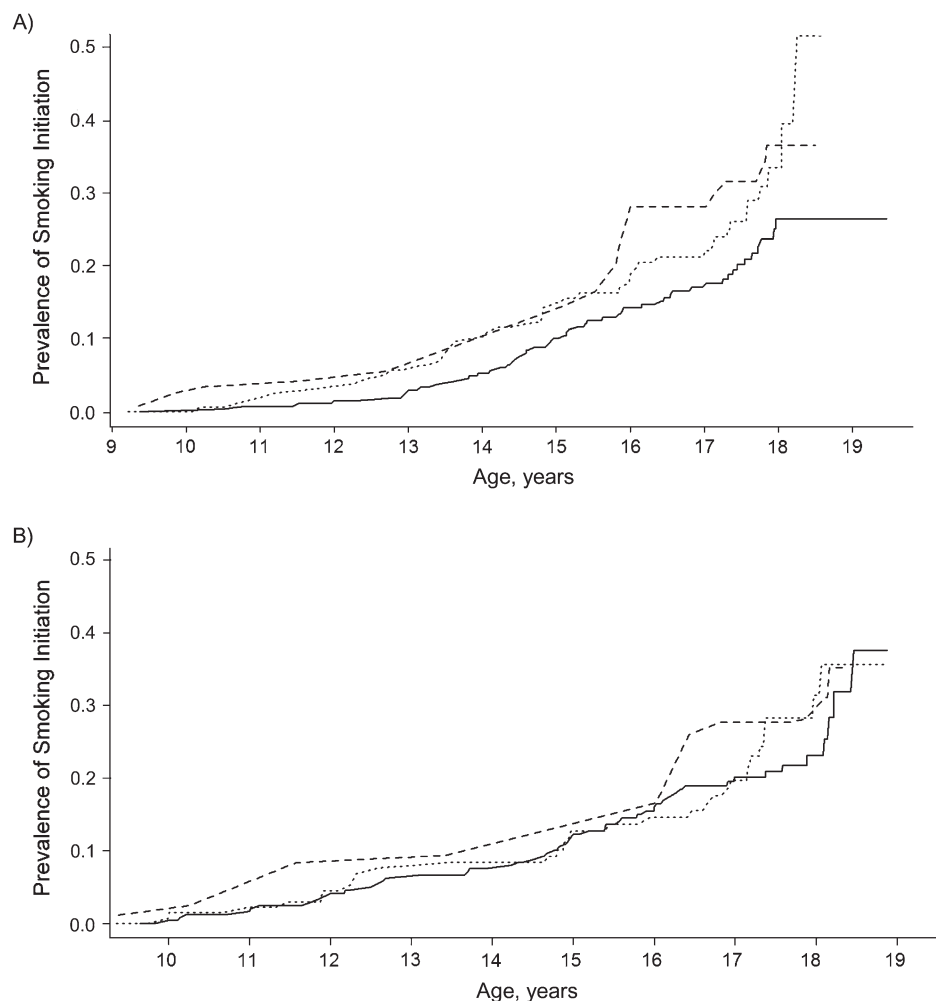 A)
0.5
0.4
0.3
0.2
0.1
0.0
Prevalence of Smoking Initiation
9 10 11 12 13 14 15 16 17 18 19
Age, years
B)
0.5
0.4
0.3
0.2
0.1
0.0
Prevalence of Smoking Initiation
10 11 12 13 14 15 16 17 18 19
Age, years